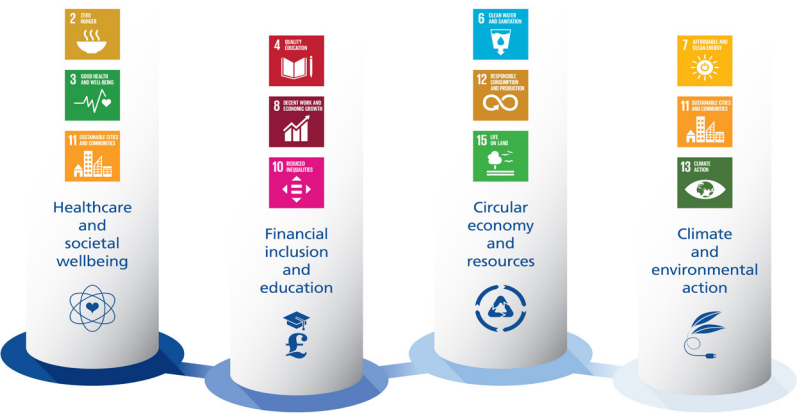 2 ZERO
HUNGER
3 GOOD HEALTH
AND WELL-BEING
11 SUSTAINABLE CITIES
AND COMMUNITIES
Healthcare
and
societal
wellbeing
4 QUALITY
EDUCATION
8 DECENT WORK AND
ECONOMIC GROWTH
10 REDUCED
INEQUALITIES
Financial
inclusion
and
education
£
6 CLEAN WATER
AND SANITATION
12 RESPONSIBLE
CONSUMPTION
AND PRODUCTION
15 LIFE
ON LAND
Circular
economy
and
resources
7 AFFORDABLE AND
CLEAN ENERGY
11 SUSTAINABLE CITIES
AND COMMUNITIES
13 CLIMATE
ACTION
Climate
and
environmental
action